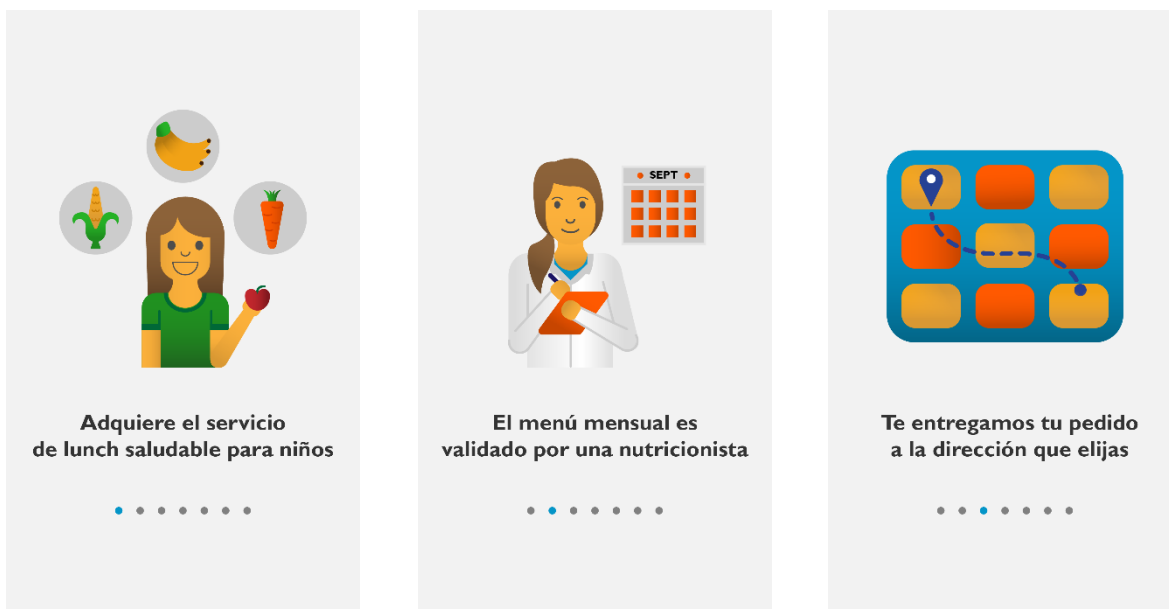 Adquiere el servicio
de lunch saludable para niños
SEPT
El menú mensual es
validado por una nutricionista
Te entregamos tu pedido
a la dirección que elijas